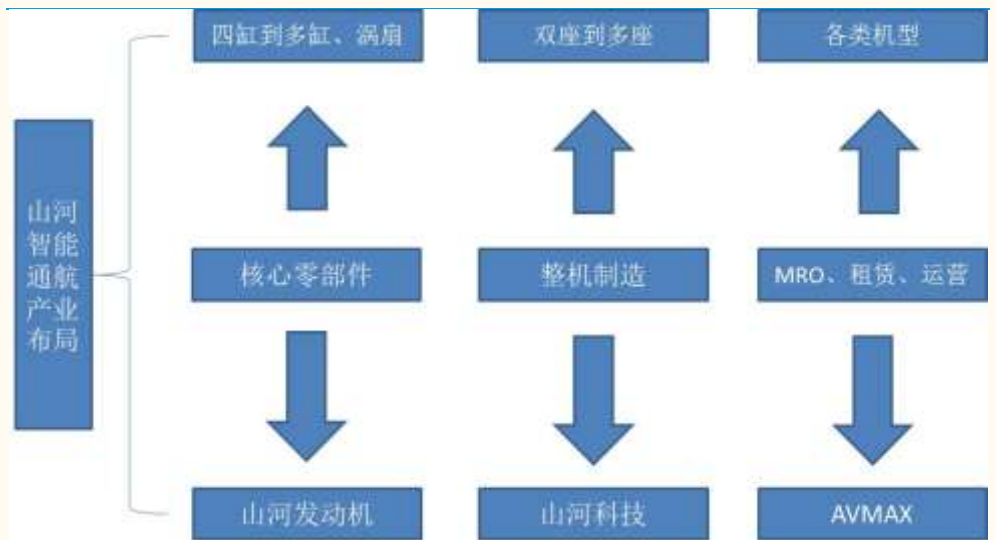 四缸到多缸、涡扇
双座到多座
各类机型
山河
智能
通航
产业
布局
核心零部件
整机制造
MRO、租赁、运营
山河发动机
山河科技
AVMAX